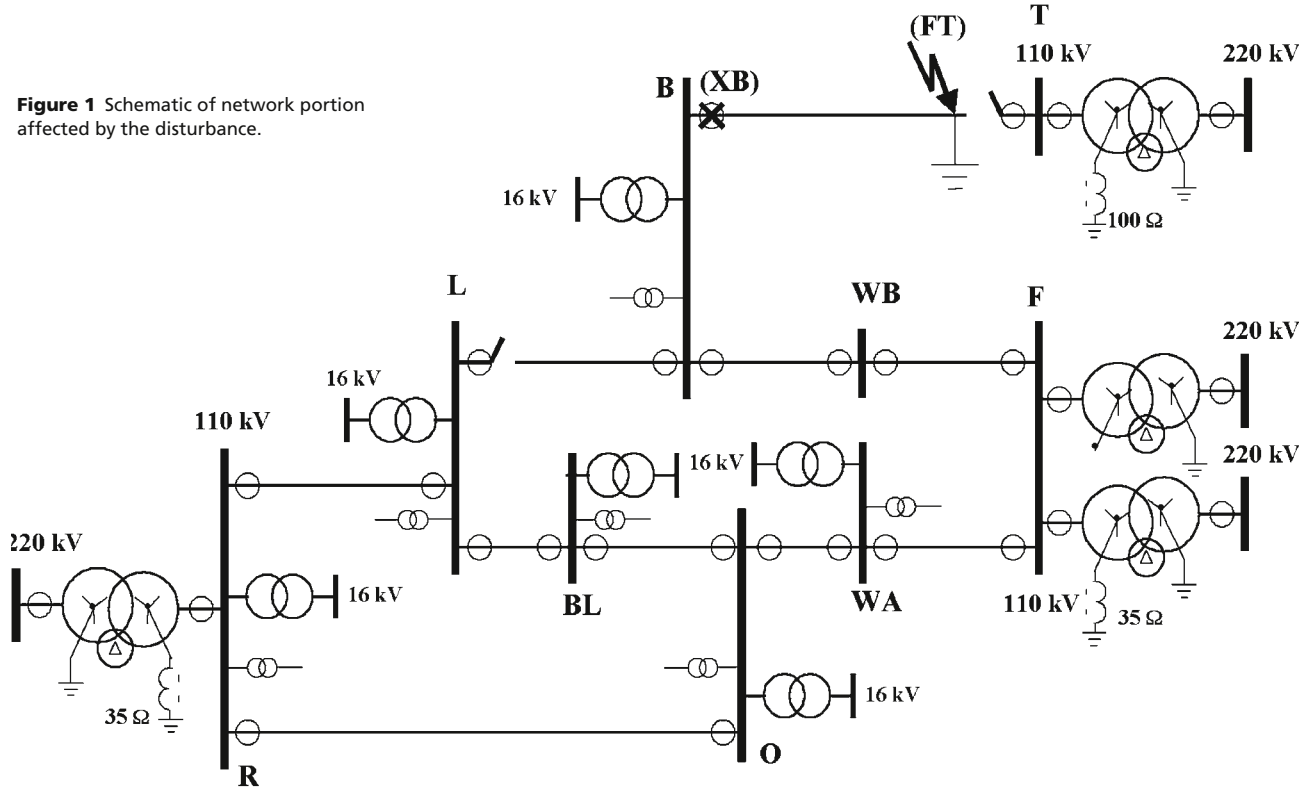 Figure 1 Schematic of network portion
affected by the disturbance.
B
(XB)
(FT)
T
110 kV
220 kV
100 Ω
Δ
16 kV
L
WB
F
220 kV
Δ
16 kV
110 kV
16 kV
220 kV
Δ
35 Ω
110 kV
BL
WA
220 kV
Δ
35 Ω
16 kV
16 kV
R
O